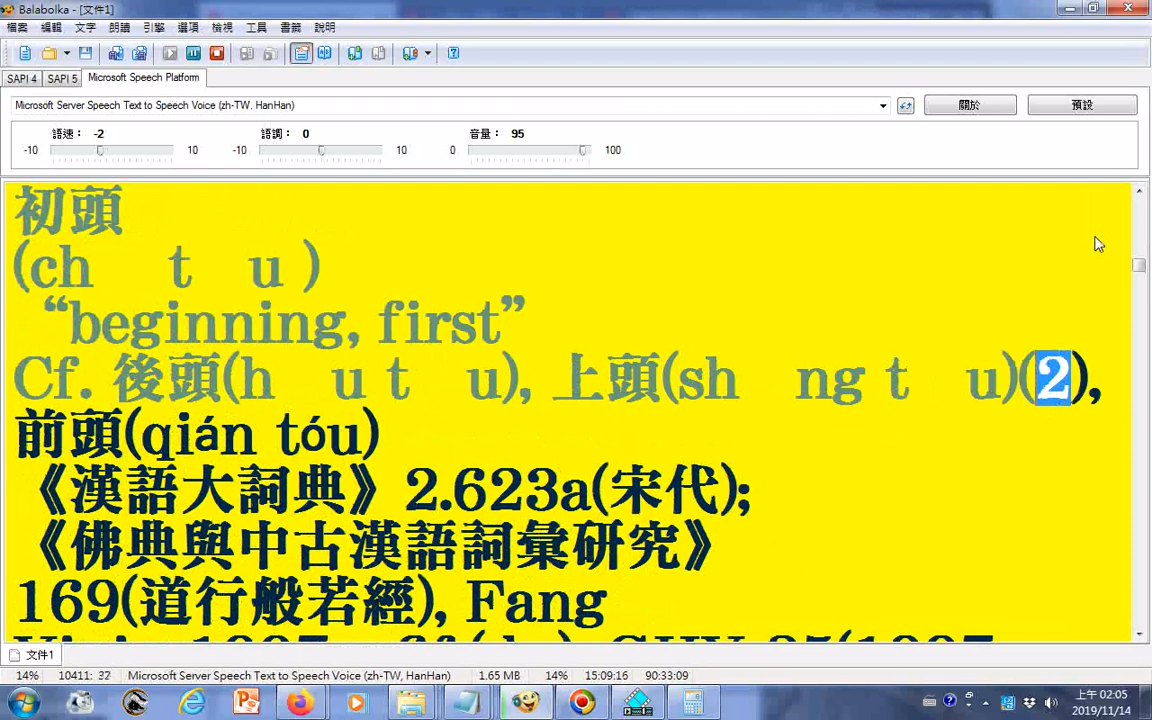 Balabolka - [文件1]
檔案 編輯 文字 朗讀 引擎 選項 檢視 工具 書籤 說明
SAPI 4 SAPI 5 Microsoft Speech Platform
Microsoft Server Speech Text to Speech Voice (zh-TW, HanHan) 關於 預設
語速： -2 語調： 0 音量： 95
-10 10 -10 10 0 100
初頭
(ch t u )
“beginning, first”
Cf. 後頭(h u t u), 上頭(sh ng t u)(2),
前頭(qián tóu)
《漢語大詞典》2.623a(宋代);
《佛典與中古漢語詞彙研究》
169(道行般若經), Fang
文件1
14% 10411: 32 Microsoft Server Speech Text to Speech Voice (zh-TW, HanHan) 1.65 MB 14% 15:09:16 90:33:09
上午 02:05
2019/11/14